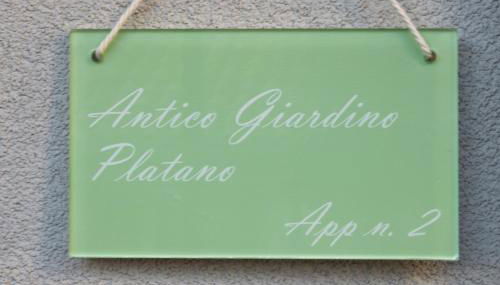 Antico Giardino
Platano
App n. 2